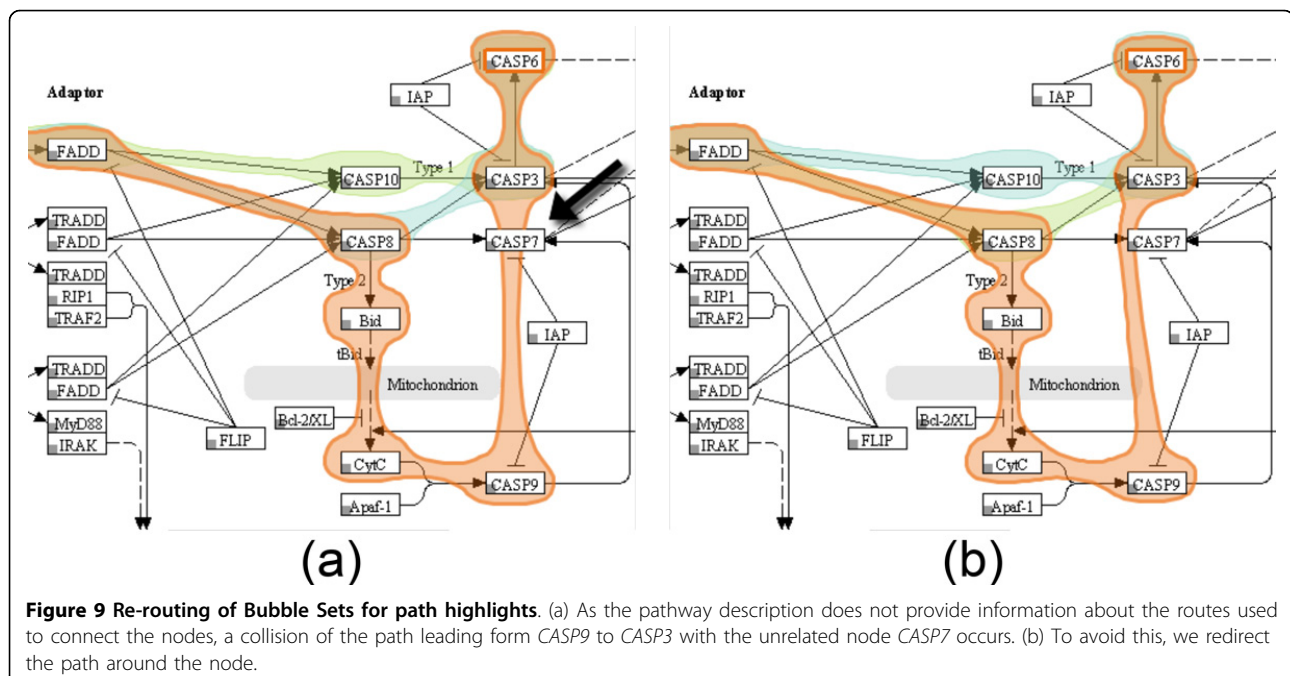 CASP6
IAP
Adaptor
FADD
Type 1
CASP10
CASP3
TRADD
FADD
CASP8
CASP7
TRADD
RIP1
TRAF2
Type 2
Bid
IAP
tBid
TRADD
FADD
Mitochondrion
MyD88
IRAK
FLIP
Bcl-2/XL
CytC
CASP9
Apaf-1
(a)
CASP6
IAP
Adaptor
FADD
Type 1
CASP10
CASP3
TRADD
FADD
CASP8
CASP7
TRADD
RIP1
TRAF2
Type 2
Bid
IAP
tBid
TRADD
FADD
Mitochondrion
MyD88
IRAK
FLIP
Bcl-2/XL
CytC
CASP9
Apaf-1
(b)
Figure 9 Re-routing of Bubble Sets for path highlights. (a) As the pathway description does not provide information about the routes used
to connect the nodes, a collision of the path leading form CASP9 to CASP3 with the unrelated node CASP7 occurs. (b) To avoid this, we redirect
the path around the node.